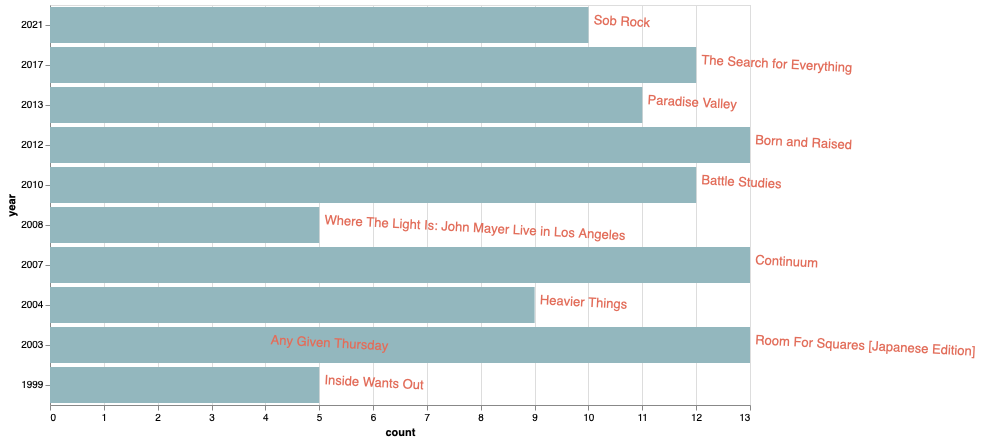 2021
Sob Rock
2017
The Search for Everything
2013
Paradise Valley
2012
Born and Raised
2010
Battle Studies
year
2008
Where The Light Is: John Mayer Live in Los Angeles
2007
Continuum
2004
Heavier Things
2003
Any Given Thursday
Room For Squares [Japanese Edition]
1999
Inside Wants Out
0 1 2 3 4 5 6 7 8 9 10 11 12 13
count